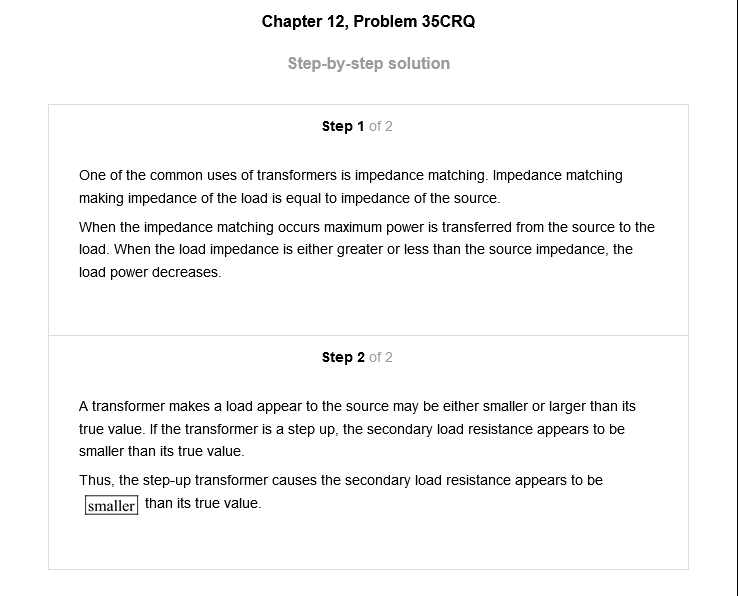 Chapter 12, Problem 35CRQ
Step-by-step solution
Step 1 of 2
One of the common uses of transformers is impedance matching. Impedance matching
making impedance of the load is equal to impedance of the source.
When the impedance matching occurs maximum power is transferred from the source to the
load. When the load impedance is either greater or less than the source impedance, the
load power decreases.
Step 2 of 2
A transformer makes a load appear to the source may be either smaller or larger than its
true value. If the transformer is a step up, the secondary load resistance appears to be
smaller than its true value.
Thus, the step-up transformer causes the secondary load resistance appears to be
smaller than its true value.